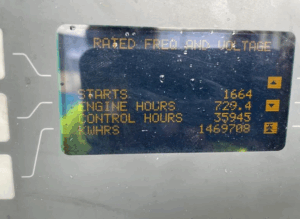 RATED FREQ AND VOLTAGE
STARTS 1664
ENGINE HOURS 729.4
CONTROL HOURS 35945
KWHRS 1469708